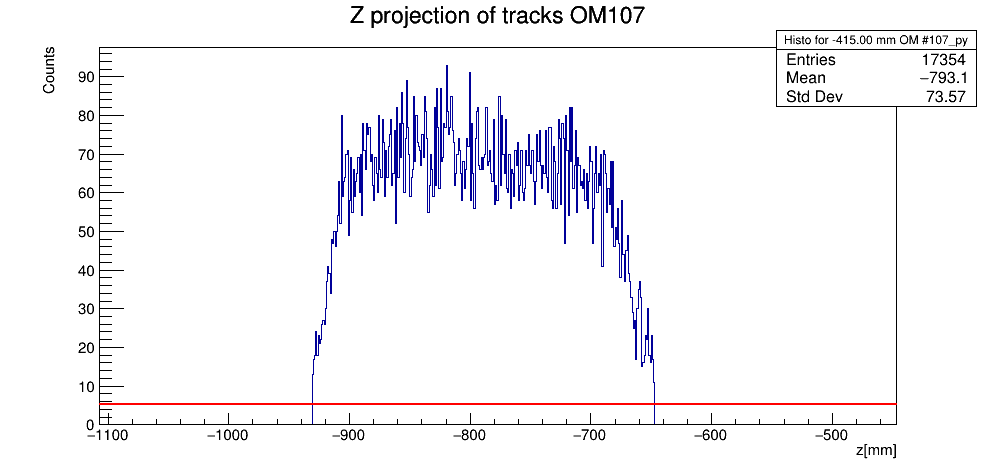 Z projection of tracks OM107
Histo for -415.00 mm OM #107_py
Entries 17354
Mean −793.1
Std Dev 73.57
Counts
90
80
70
60
50
40
30
20
10
0
−1100 −1000 −900 −800 −700 −600 −500
z[mm]